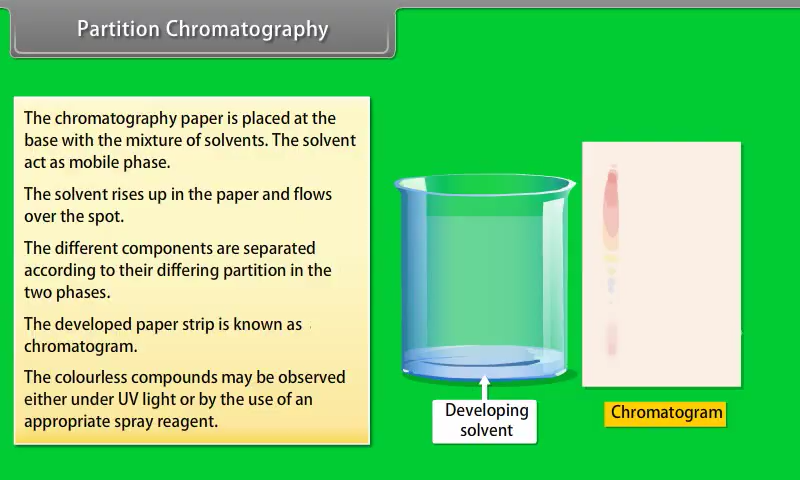 Partition Chromatography
The chromatography paper is placed at the
base with the mixture of solvents. The solvent
act as mobile phase.
The solvent rises up in the paper and flows
over the spot.
The different components are separated
according to their differing partition in the
two phases.
The developed paper strip is known as
chromatogram.
The colourless compounds may be observed
either under UV light or by the use of an
appropriate spray reagent.
Developing
solvent
Chromatogram